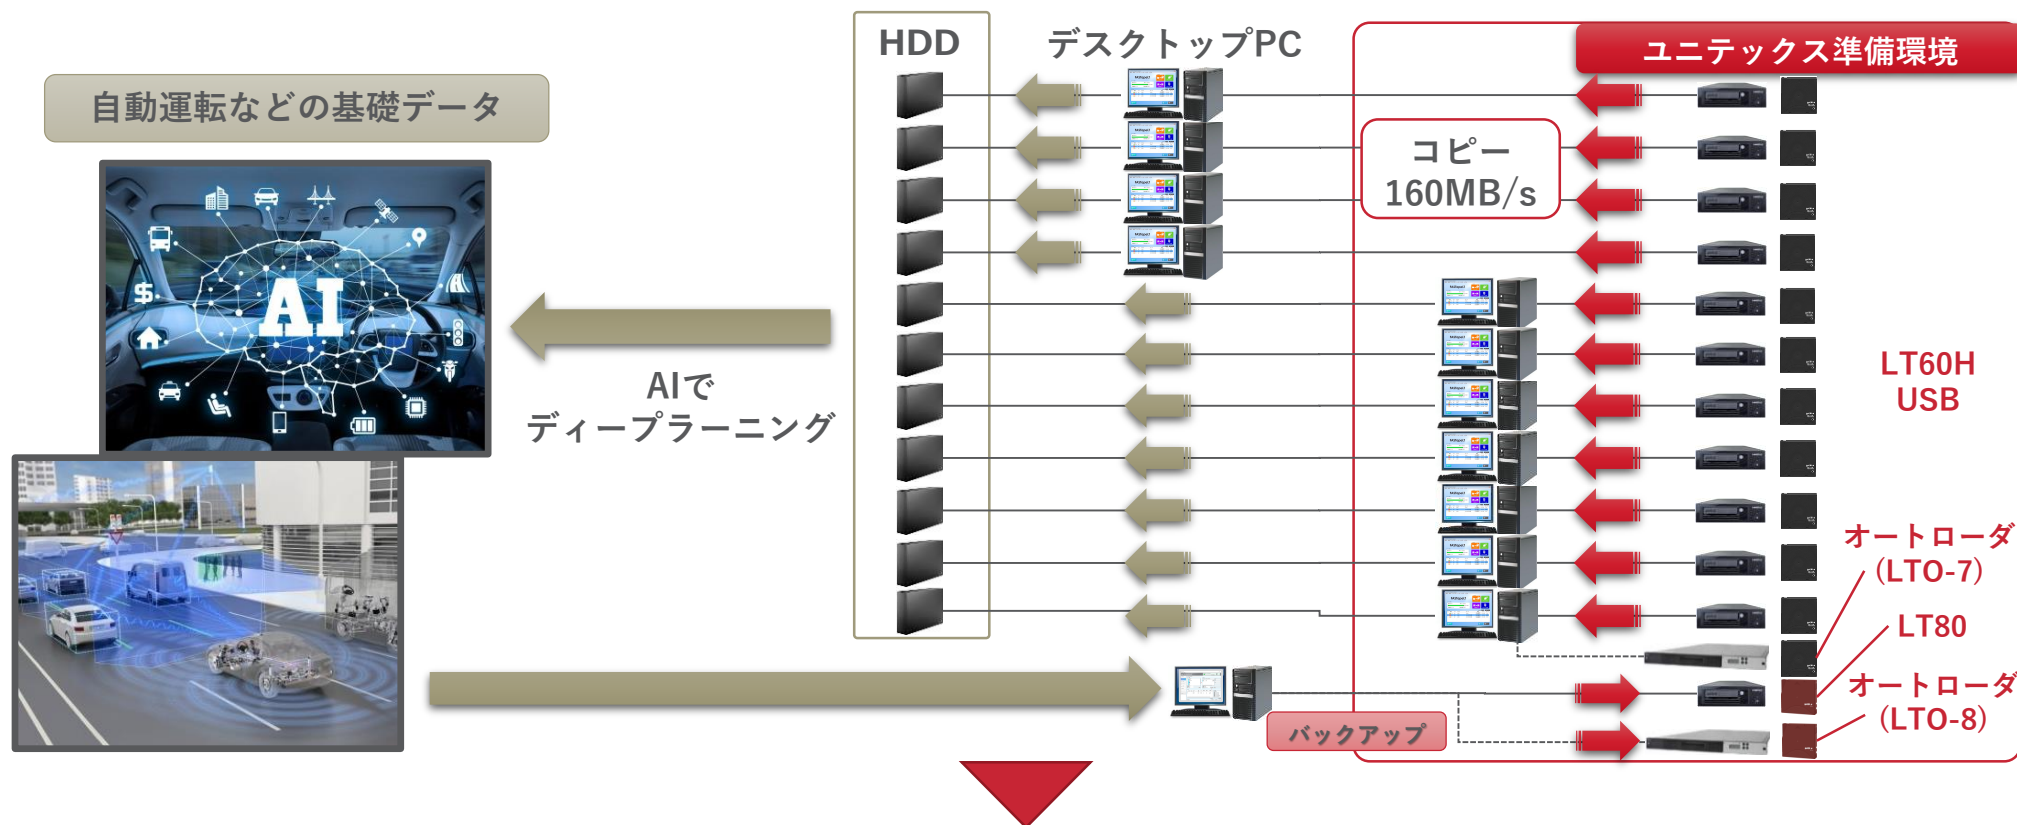 HDD
デスクトップPC
ユニテックス準備環境
自動運転などの基礎データ
コピー
160MB/s
AI
$
AIで
ディープラーニング
LT60H
USB
オートローダ
(LTO-7)
LT80
オートローダ
(LTO-8)
バックアップ